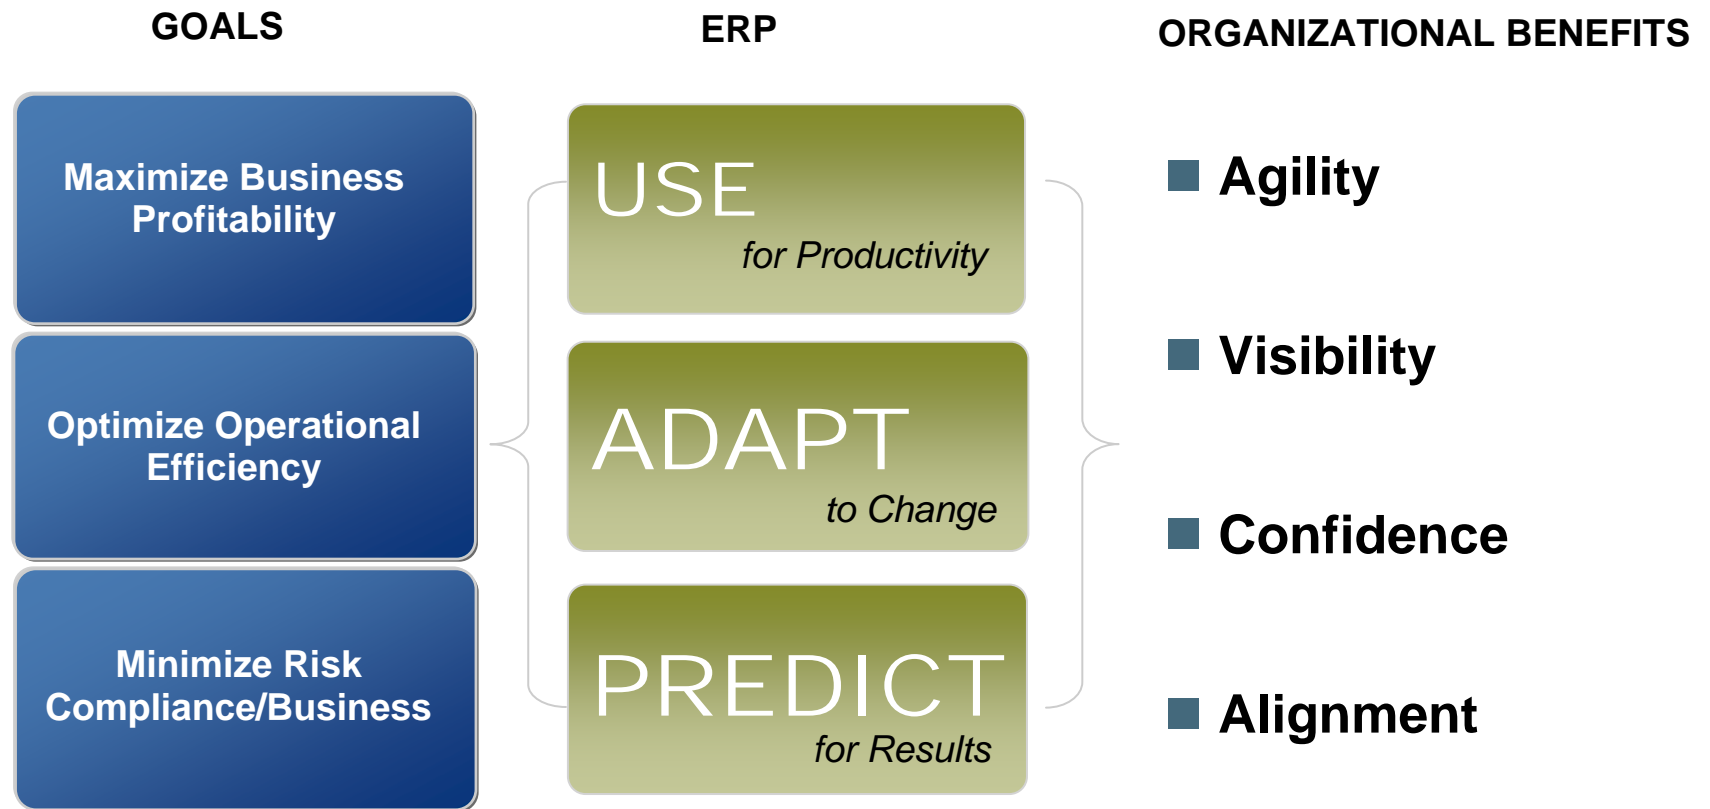 GOALS
ERP
ORGANIZATIONAL BENEFITS
Maximize Business
Profitability
Optimize Operational
Efficiency
Minimize Risk
Compliance/Business
USE
for Productivity
ADAPT
to Change
PREDICT
for Results
Agility
Visibility
Confidence
Alignment